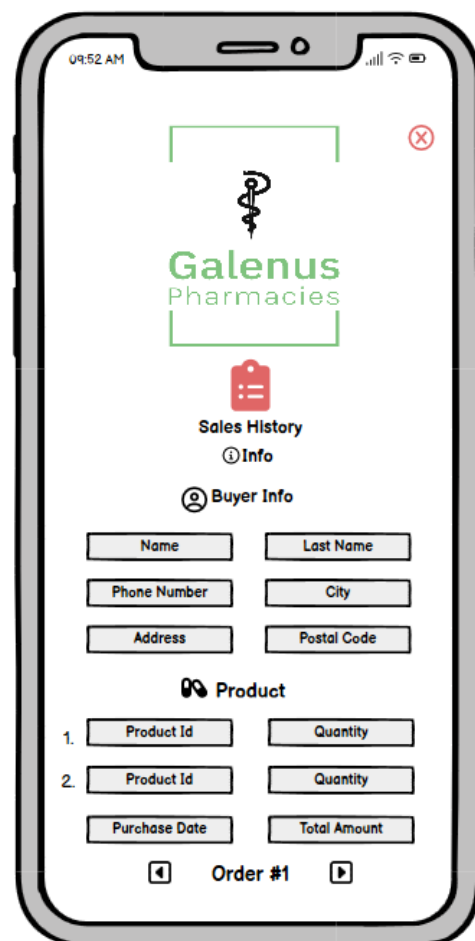 09:52 AM
Galenus
Pharmacies
Sales History
Info
Buyer Info
Name Last Name
Phone Number City
Address Postal Code
Product
1. Product Id Quantity
2. Product Id Quantity
Purchase Date Total Amount
Order #1